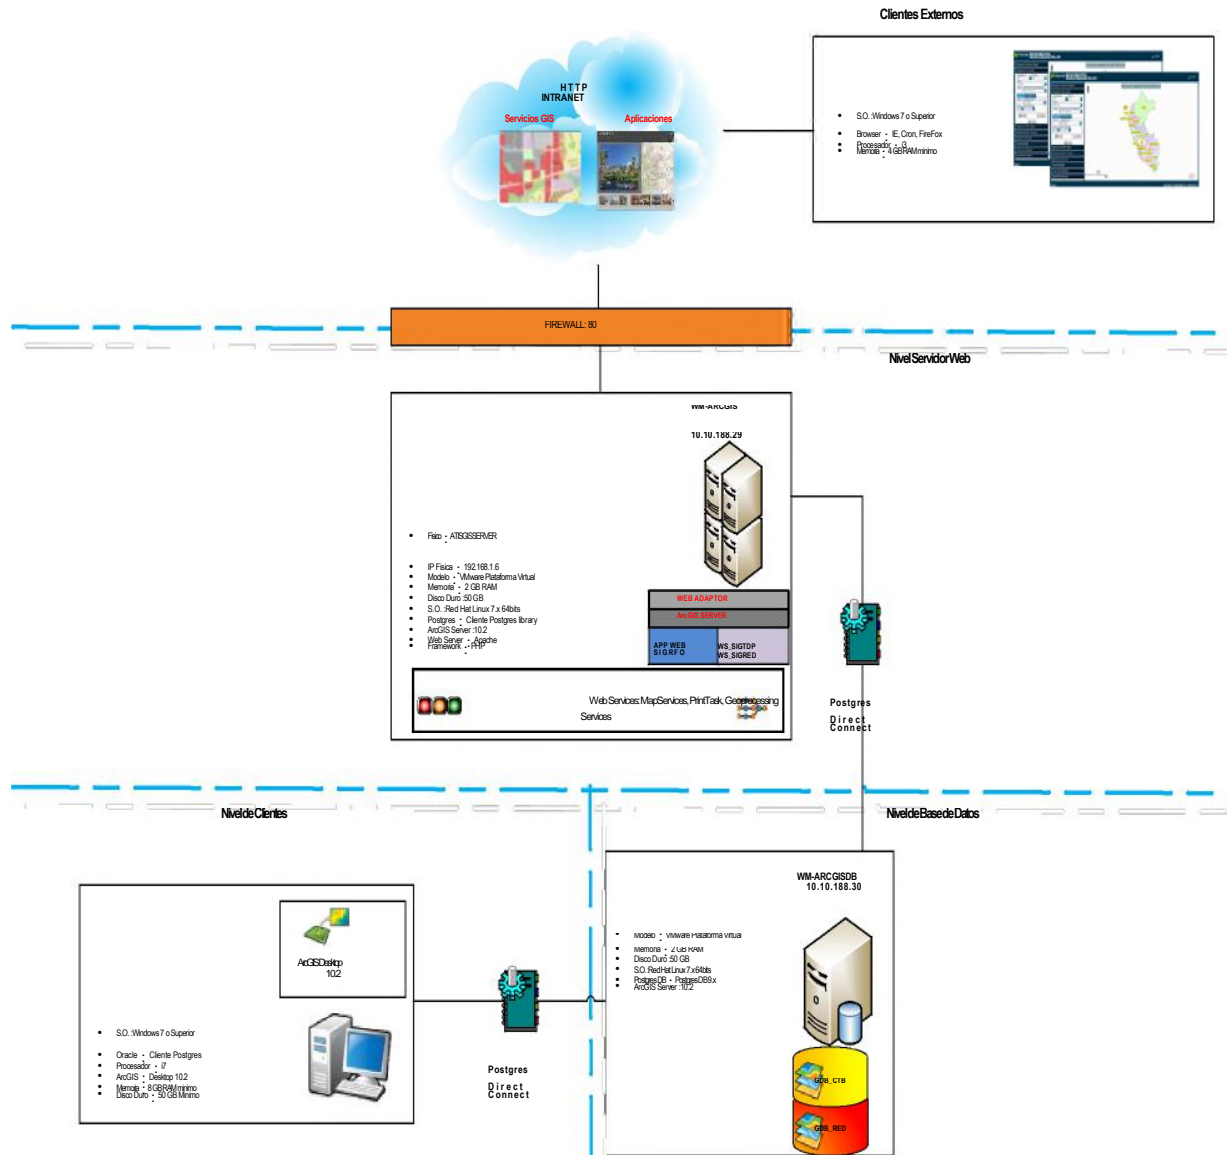 Clientes Externos
HTTP
INTRANET
Servicios GIS
Aplicaciones
• S.O. :Windows 7 o Superior
• Browser : IE, Cron, FireFox
• Procesador : i3
• Memoria : 4 GB RAM minimo
FIREWALL: 80
Nivel Servidor Web
WM-ARCGIS
10.10.188.29
• Fisico : ATISGISSERVER
• IP Fisica : 192.168.1.6
• Modelo : VMware Plataforma Virtual
• Memoria : 2 GB RAM
• Disco Duro :50 GB
• S.O. :Red Hat Linux 7.x 64bits
• Postgres : Cliente Postgres library
• ArcGIS Server :10.2
• Web Server : Apache
• Framework : PHP
WEB ADAPTOR
ArcGIS SERVER
APP WEB
SIGRFO
WS_SIGTDP
WS_SIGRED
Web Services: MapServices, PrintTask, Geoprocessing
Services
Postgres
Direct
Connect
Nivel de Clientes
Nivel de Base de Datos
WM-ARCGISDB
10.10.188.30
• Modelo : VMware Plataforma Virtual
• Memoria : 2 GB RAM
• Disco Duro :50 GB
• S.O. :Red Hat Linux 7.x 64bits
• Postgres DB : Postgres DB 9.x
• ArcGIS Server :10.2
ArcGIS Desktop
10.2
• S.O. :Windows 7 o Superior
• Oracle : Cliente Postgres
• Procesador : i7
• ArcGIS : Desktop 10.2
• Memoria : 8 GB RAM minimo
• Disco Duro : 50 GB Minimo
Postgres
Direct
Connect
GDB_CTB
GDB_RED